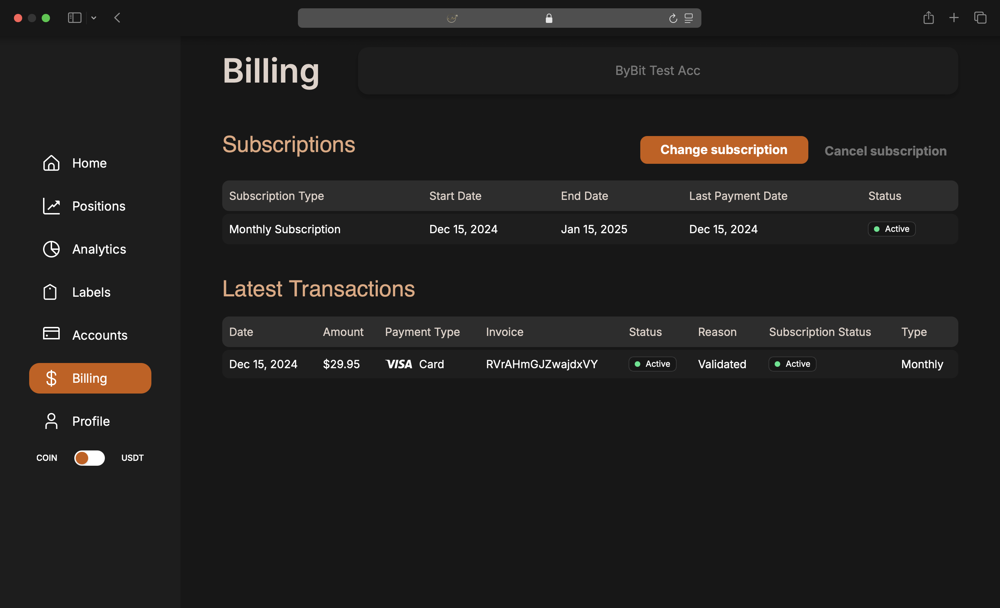 Billing
ByBit Test Acc
Home
Positions
Analytics
Labels
Accounts
Billing
Profile
COIN USDT
Subscriptions
Change subscription Cancel subscription
Subscription Type Start Date End Date Last Payment Date Status
Monthly Subscription Dec 15, 2024 Jan 15, 2025 Dec 15, 2024 Active
Latest Transactions
Date Amount Payment Type Invoice Status Reason Subscription Status Type
Dec 15, 2024 $29.95 VISA Card RVrAHmGJZwajdxVY Active Validated Active Monthly